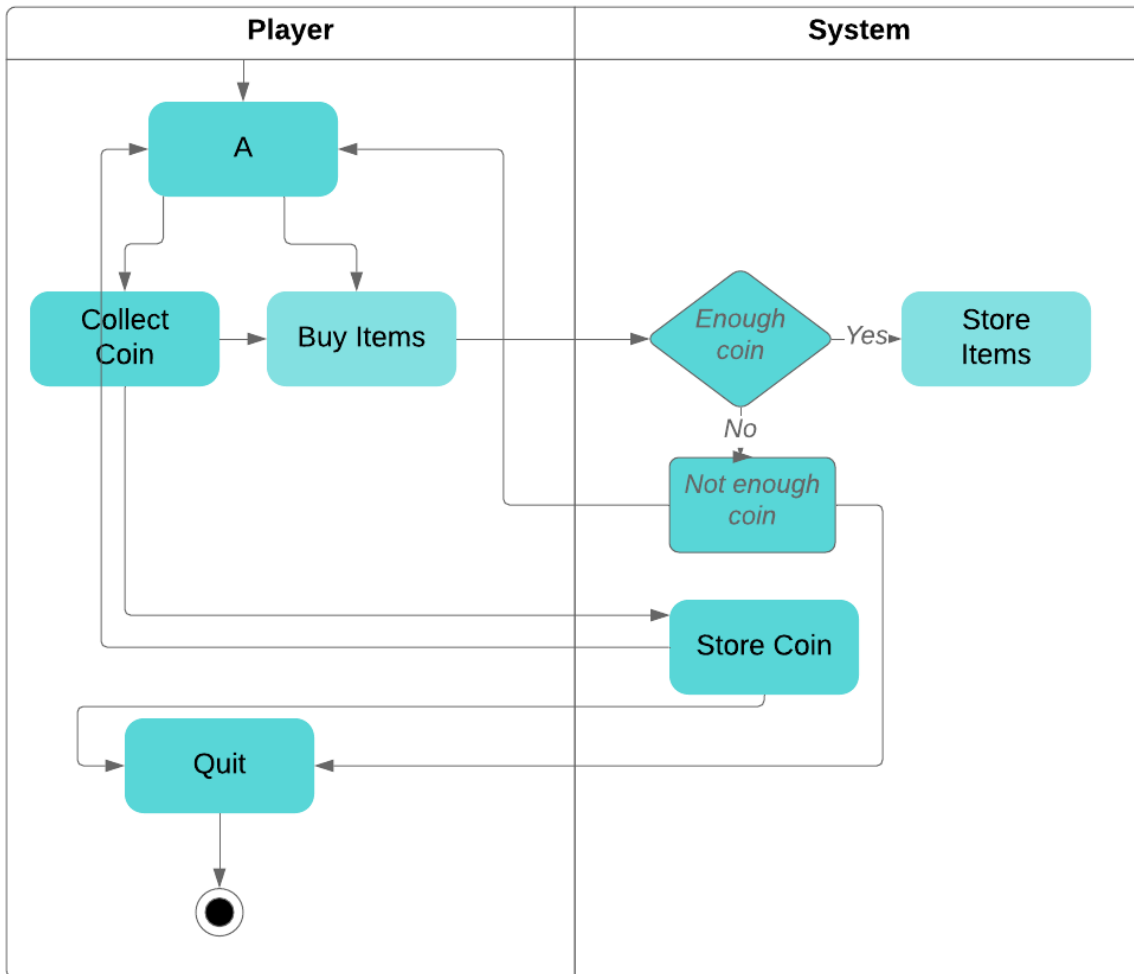 Player
System
A
Collect
Coin
Buy Items
Enough
coin
Yes
Store
Items
No
Not enough
coin
Store Coin
Quit